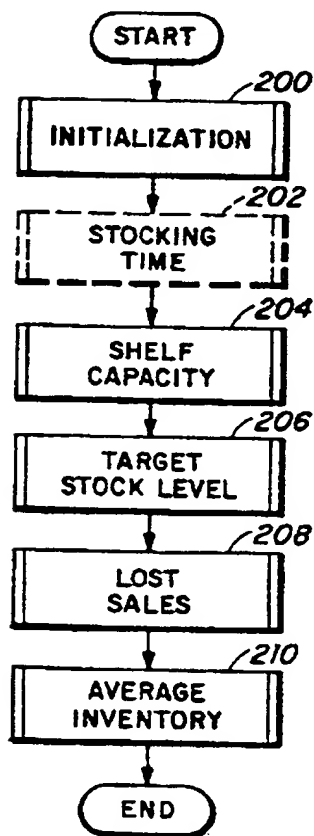 START
200
INITIALIZATION
202
STOCKING
TIME
204
SHELF
CAPACITY
206
TARGET
STOCK LEVEL
208
LOST
SALES
210
AVERAGE
INVENTORY
END